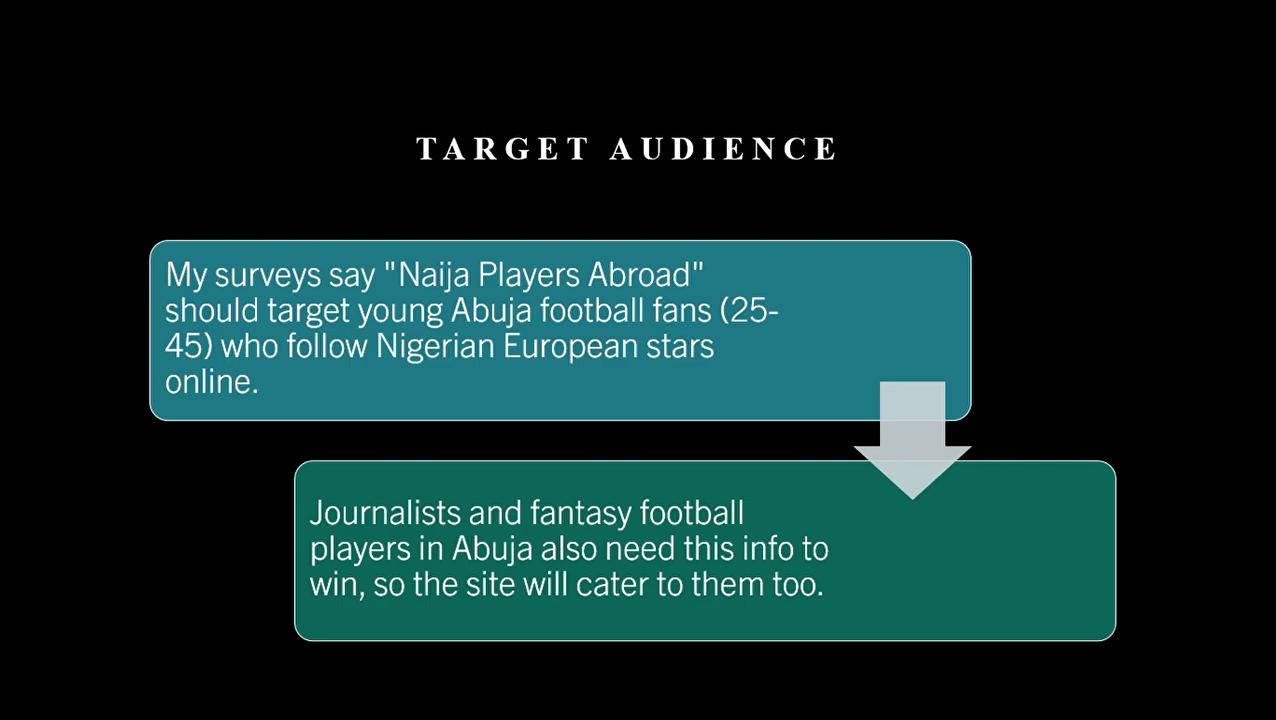 TARGET AUDIENCE
My surveys say "Naija Players Abroad"
should target young Abuja football fans (25-
45) who follow Nigerian European stars
online.
Journalists and fantasy football
players in Abuja also need this info to
win, so the site will cater to them too.